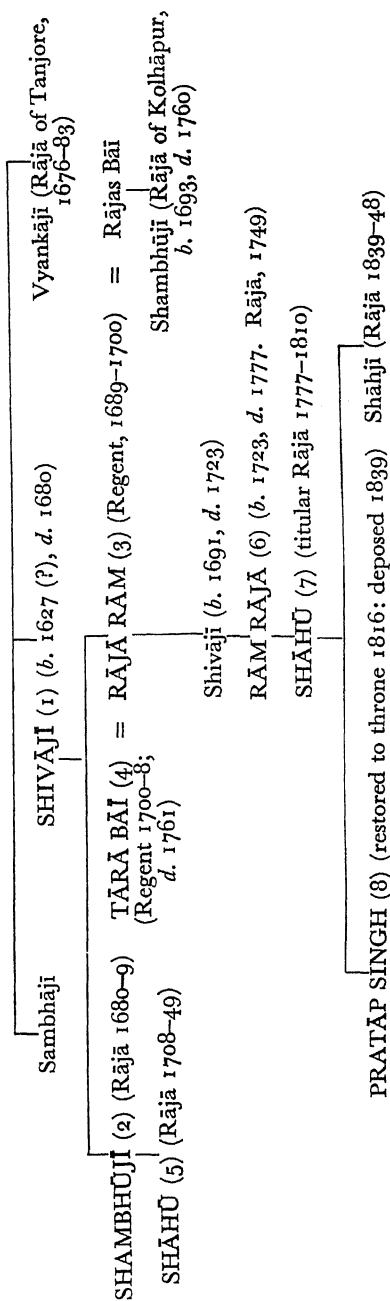 Sambhājī
SHIVĀJĪ (1) (b. 1627 (?), d. 1680)
Vyankājī (Rājā of Tanjore,
1676–83)
SHAMBHŪJĪ (2) (Rājā 1680–9)
TĀRĀ BĀĪ (4) = RĀJĀ RĀM (3) (Regent, 1689–1700) = Rājas Bāī
(Regent 1700–8;
d. 1761)
SHĀHŪ (5) (Rājā 1708–49)
Shivājī (b. 1691, d. 1723)
Shambhūjī (Rājā of Kolhāpur,
b. 1693, d. 1760)
RĀM RĀJĀ (6) (b. 1723, d. 1777. Rājā, 1749)
SHĀHŪ (7) (titular Rājā 1777–1810)
PRATĀP SINGH (8) (restored to throne 1816: deposed 1839)
Shāhjī (Rājā 1839–48)